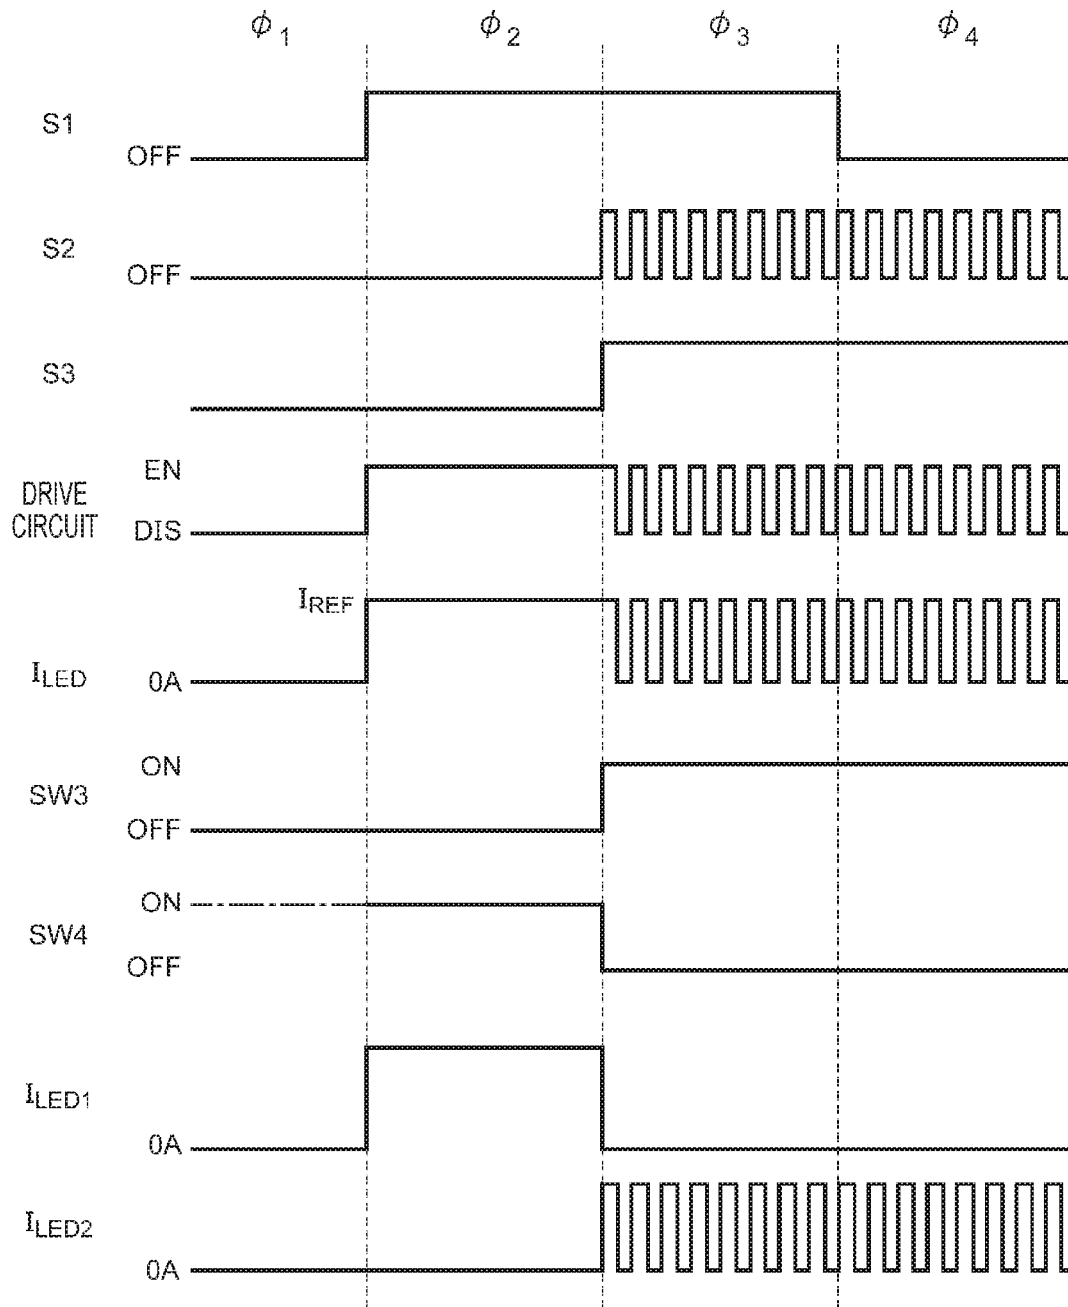 ϕ1 ϕ2 ϕ3 ϕ4
S1
OFF
S2
OFF
S3
DRIVE
CIRCUIT
EN
DIS
IREF
ILED
0A
ON
SW3
OFF
ON
SW4
OFF
ILED1
0A
ILED2
0A